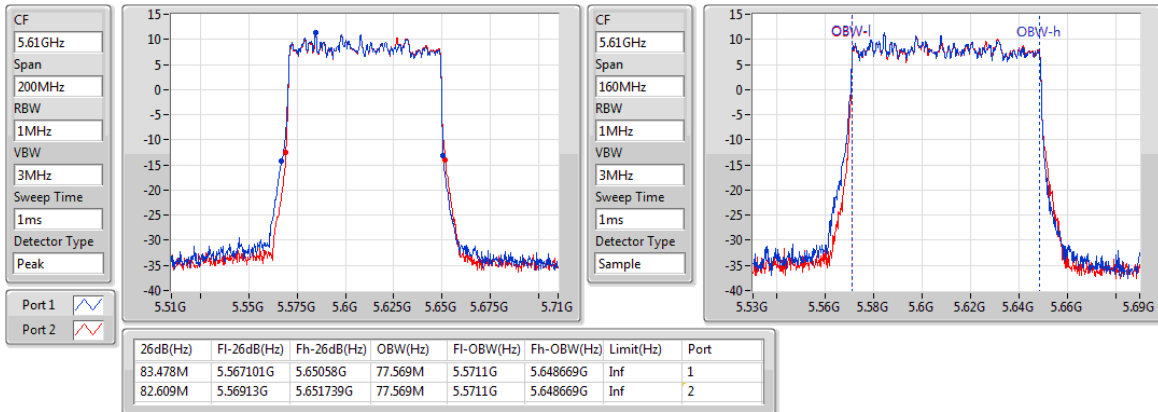 CF
5.61GHz
Span
200MHz
RBW
1MHz
VBW
3MHz
Sweep Time
1ms
Detector Type
Peak
Port 1
Port 2
15
10
5
0
-5
-10
-15
-20
-25
-30
-35
-40
5.51G 5.55G 5.575G 5.6G 5.625G 5.65G 5.675G 5.71G
CF
5.61GHz
Span
160MHz
RBW
1MHz
VBW
3MHz
Sweep Time
1ms
Detector Type
Sample
OBW-l OBW-h
15
10
5
0
-5
-10
-15
-20
-25
-30
-35
-40
5.53G 5.56G 5.58G 5.6G 5.62G 5.64G 5.66G 5.69G
26dB(Hz) Fl-26dB(Hz) Fh-26dB(Hz) OBW(Hz) Fl-OBW(Hz) Fh-OBW(Hz) Limit(Hz) Port
83.478M 5.567101G 5.65058G 77.569M 5.5711G 5.648669G Inf 1
82.609M 5.56913G 5.651739G 77.569M 5.5711G 5.648669G Inf 2